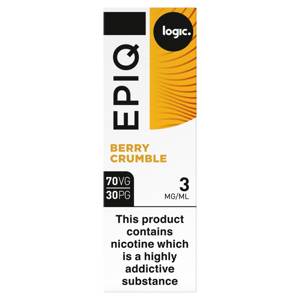 logic.
EPIQ
BERRY
CRUMBLE
70VG
30PG
3
MG/ML
This product
contains
nicotine which
is a highly
addictive
substance